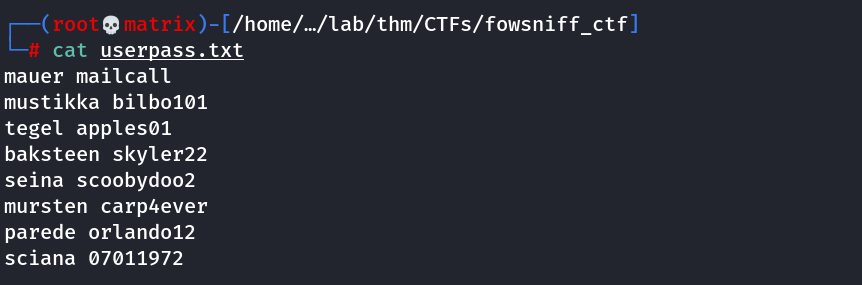 ┌──(root💀matrix)-[/home/…/lab/thm/CTFs/fowsniff_ctf]
└─# cat userpass.txt
mauer mailcall
mustikka bilbo101
tegel apples01
baksteen skyler22
seina scoobydoo2
mursten carp4ever
parede orlando12
sciana 07011972